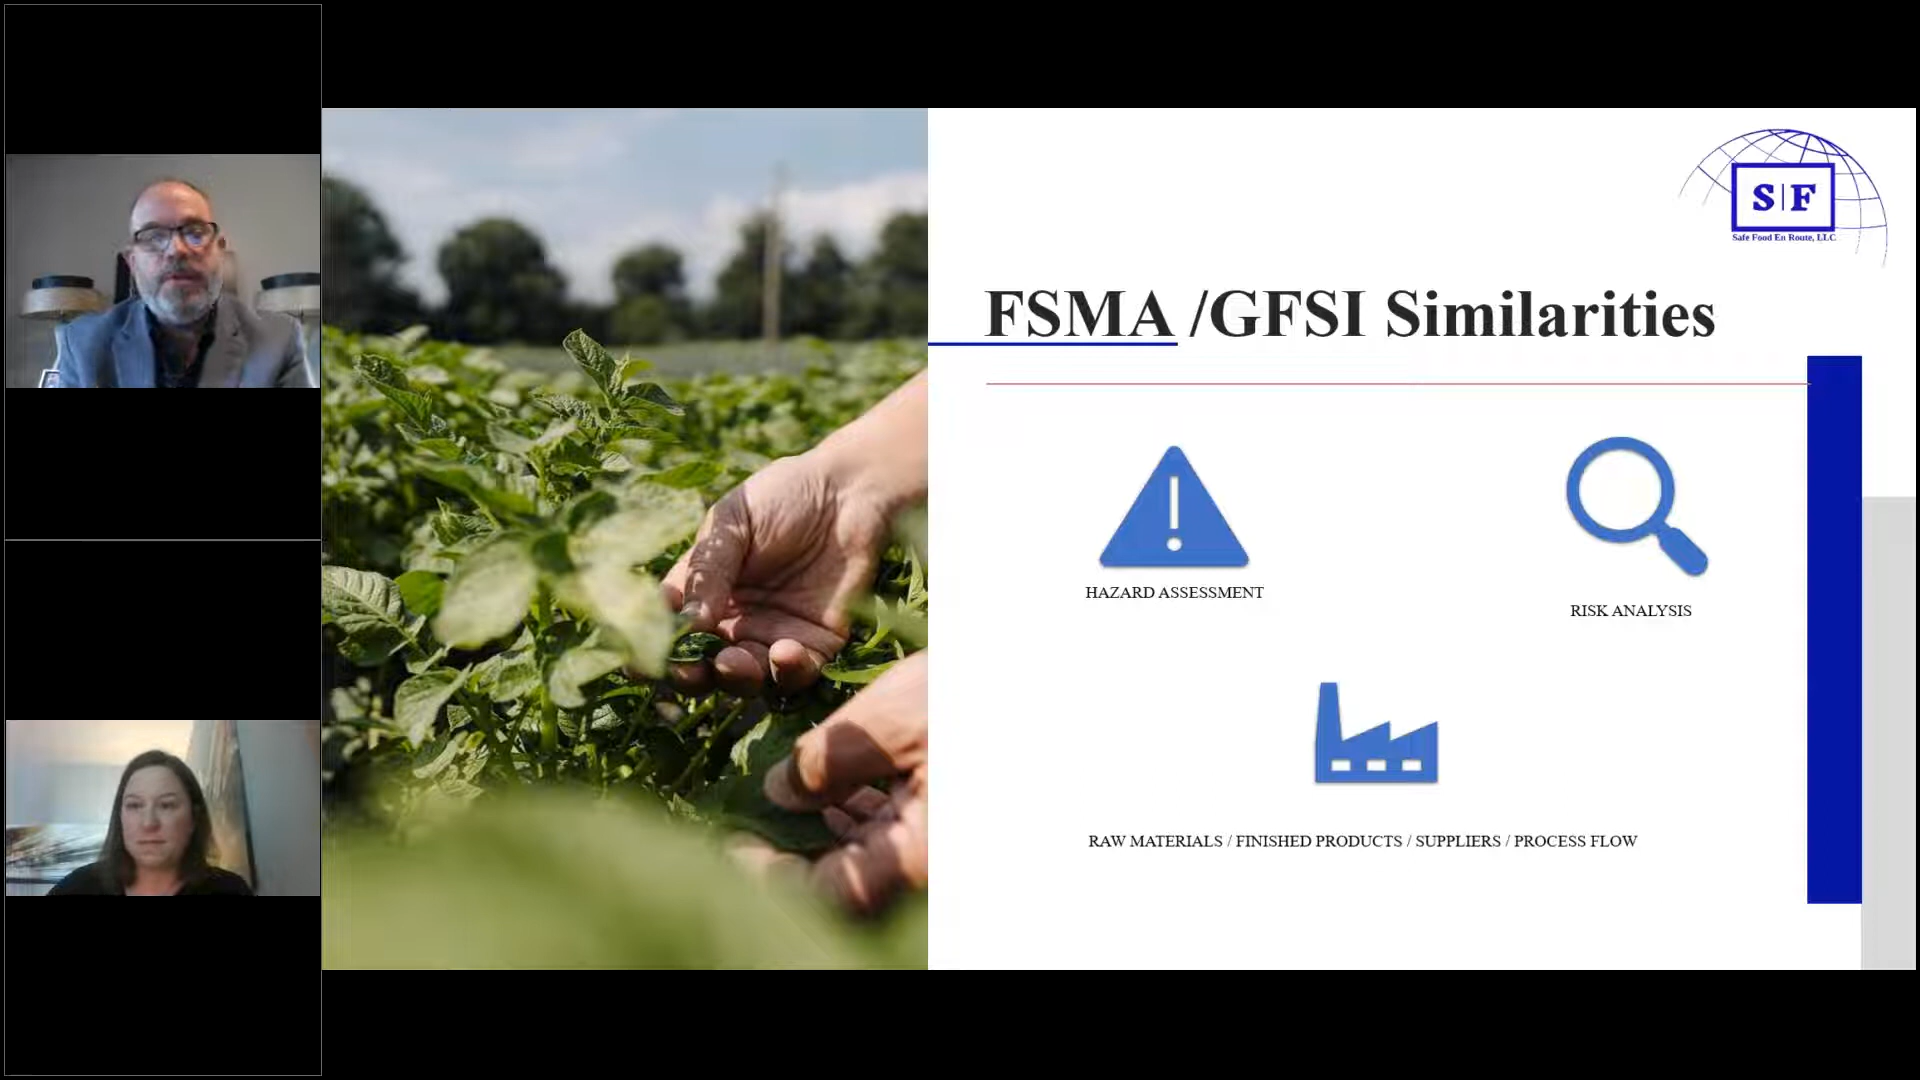 S|F
Safe Food En Route, LLC
FSMA /GFSI Similarities
HAZARD ASSESSMENT
RISK ANALYSIS
RAW MATERIALS / FINISHED PRODUCTS / SUPPLIERS / PROCESS FLOW